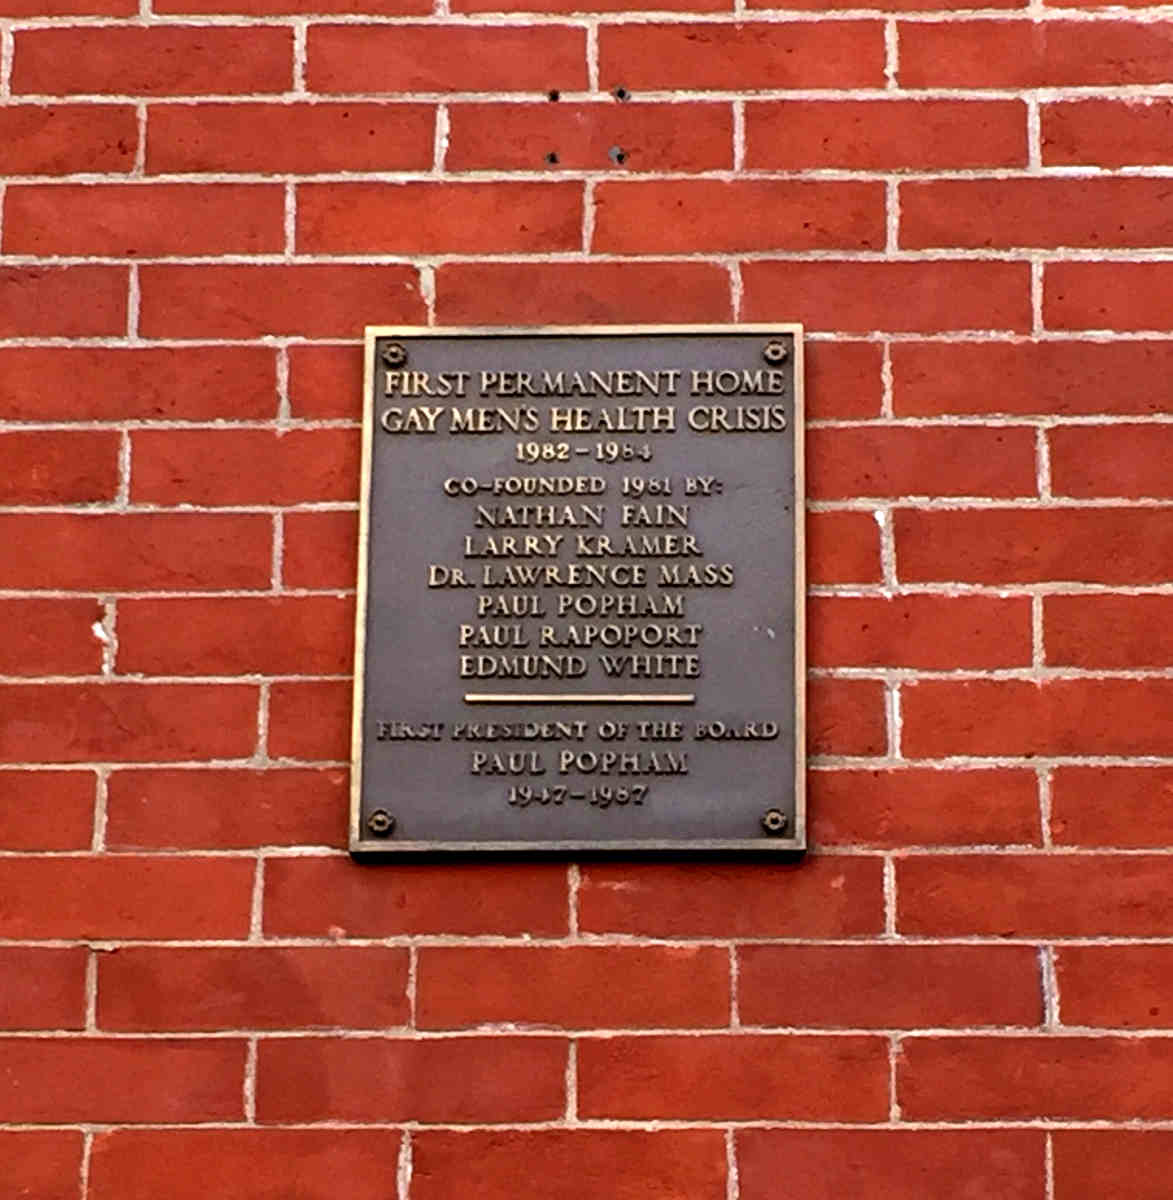 FIRST PERMANENT HOME
GAY MEN'S HEALTH CRISIS
1982-1984
CO-FOUNDED 1981 BY:
NATHAN FAIN
LARRY KRAMER
DR. LAWRENCE MASS
PAUL POPHAM
PAUL RAPOPORT
EDMUND WHITE
FIRST PRESIDENT OF THE BOARD
PAUL POPHAM
1947-1987